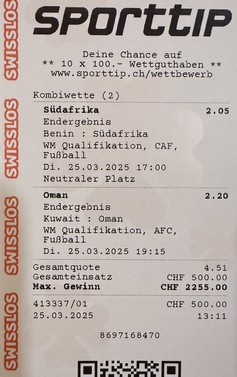 SPORTTIP
Deine Chance auf
** 10 x 100.- Wettguthaben **
www.sporttip.ch/wettbewerb
Kombiwette (2)
Südafrika 2.05
Endergebnis
Benin : Südafrika
WM Qualifikation, CAF,
Fußball
Di. 25.03.2025 17:00
Neutraler Platz
Oman 2.20
Endergebnis
Kuwait : Oman
WM Qualifikation, AFC,
Fußball
Di. 25.03.2025 19:15
Gesamtquote 4.51
Gesamteinsatz CHF 500.00
Max. Gewinn CHF 2255.00
413337/01 CHF 500.00
25.03.2025 13:11
8697168470
SWISSLOS
SWISSLOS
SWISSLOS
SWISSLOS